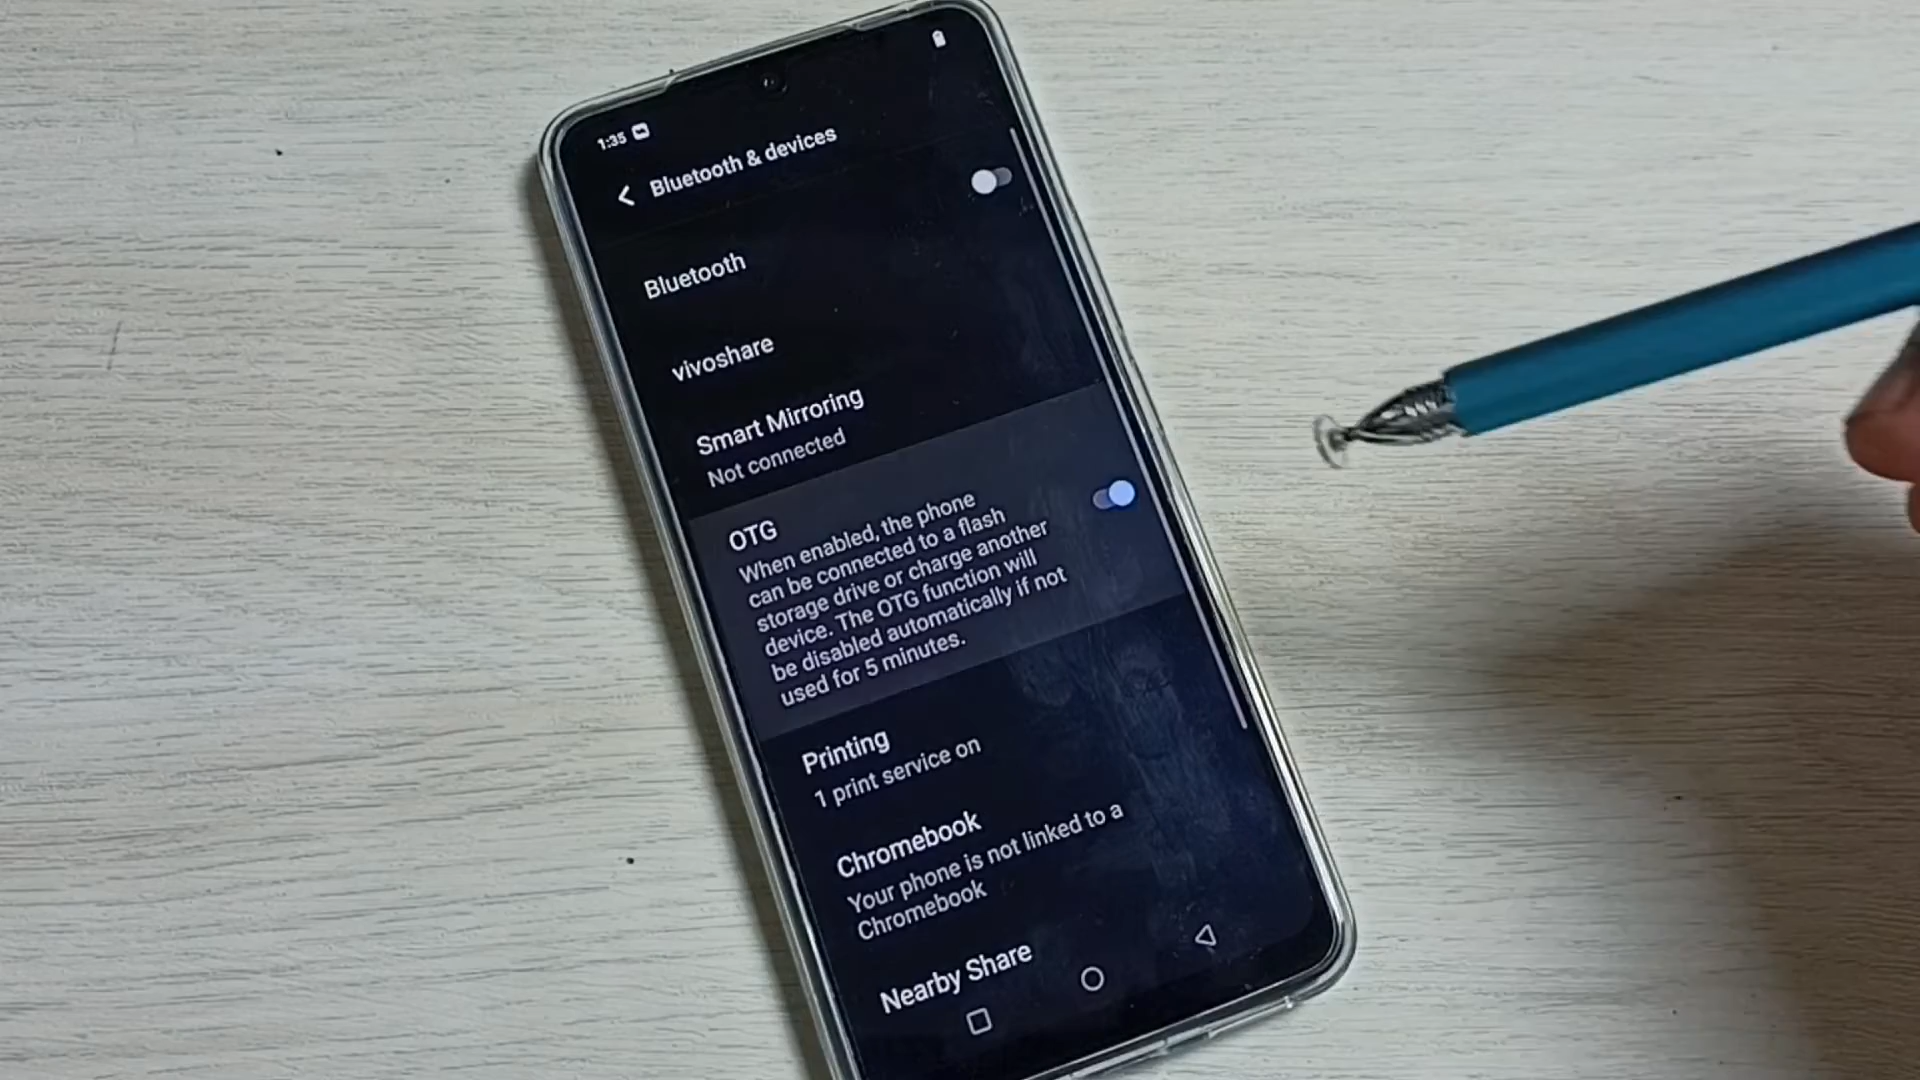 1:35
Bluetooth & devices
Bluetooth
vivoshare
Smart Mirroring
Not connected
OTG
When enabled, the phone
can be connected to a flash
storage drive or charge another
device. The OTG function will
be disabled automatically if not
used for 5 minutes.
Printing
1 print service on
Chromebook
Your phone is not linked to a
Chromebook
Nearby Share